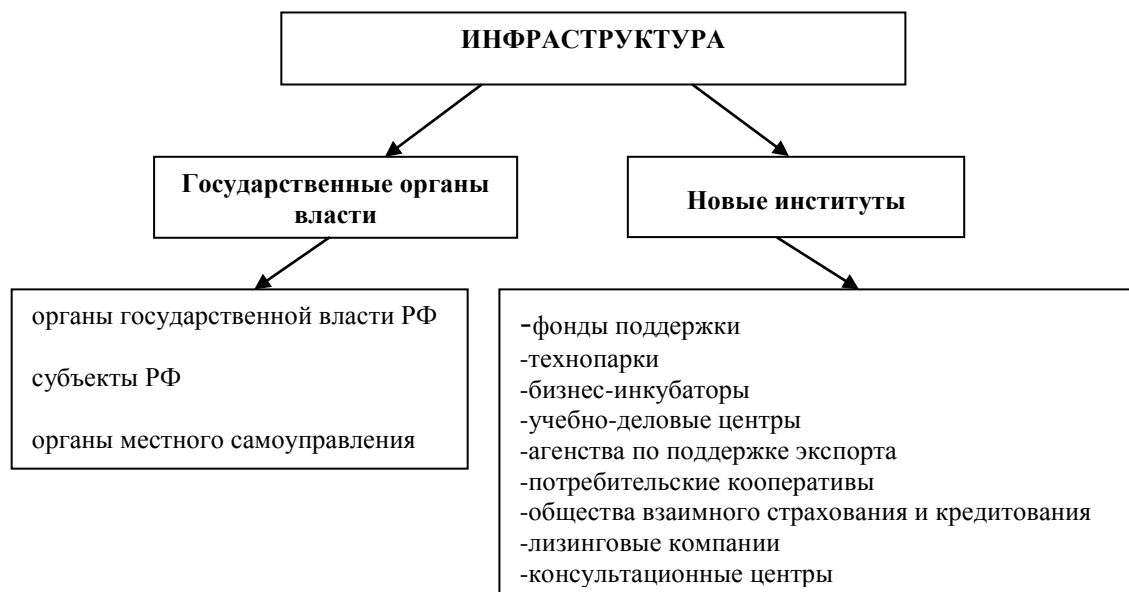 ИНФРАСТРУКТУРА
Государственные органы
власти
Новые институты
органы государственной власти РФ
субъекты РФ
органы местного самоуправления
-фонды поддержки
-технопарки
-бизнес-инкубаторы
-учебно-деловые центры
-агенства по поддержке экспорта
-потребительские кооперативы
-общества взаимного страхования и кредитования
-лизинговые компании
-консультационные центры